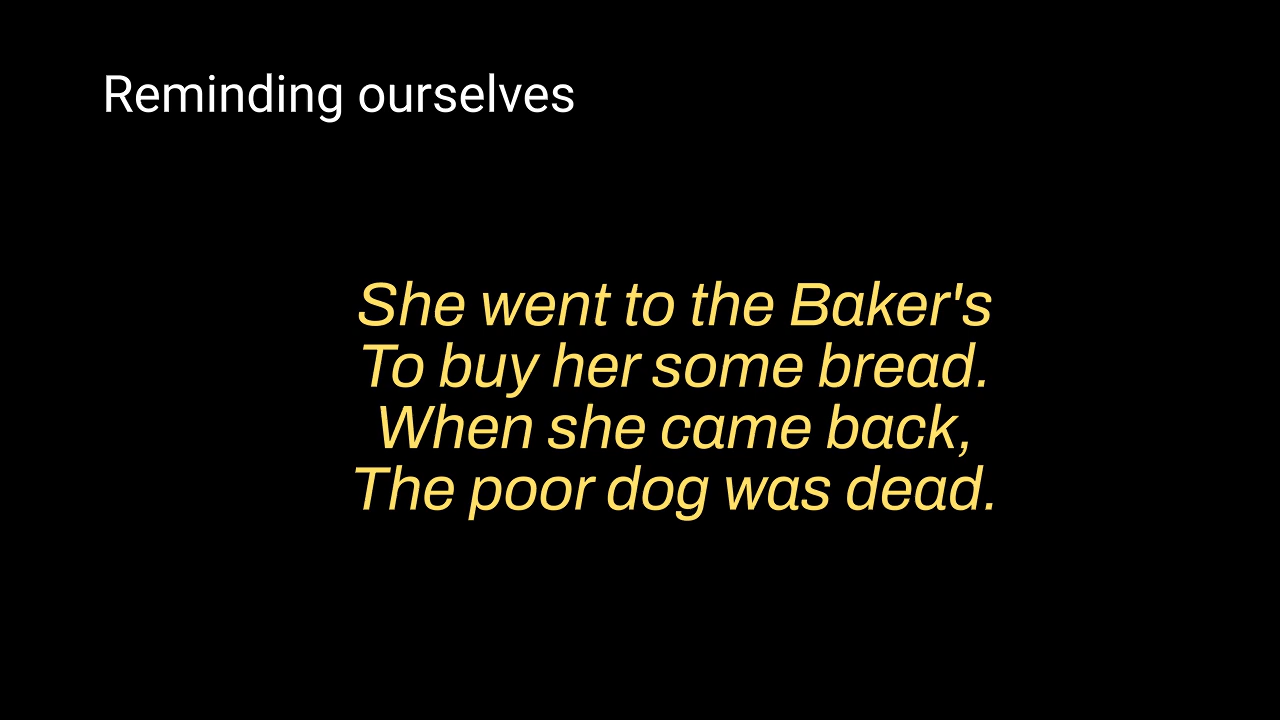 Reminding ourselves
She went to the Baker's
To buy her some bread.
When she came back,
The poor dog was dead.